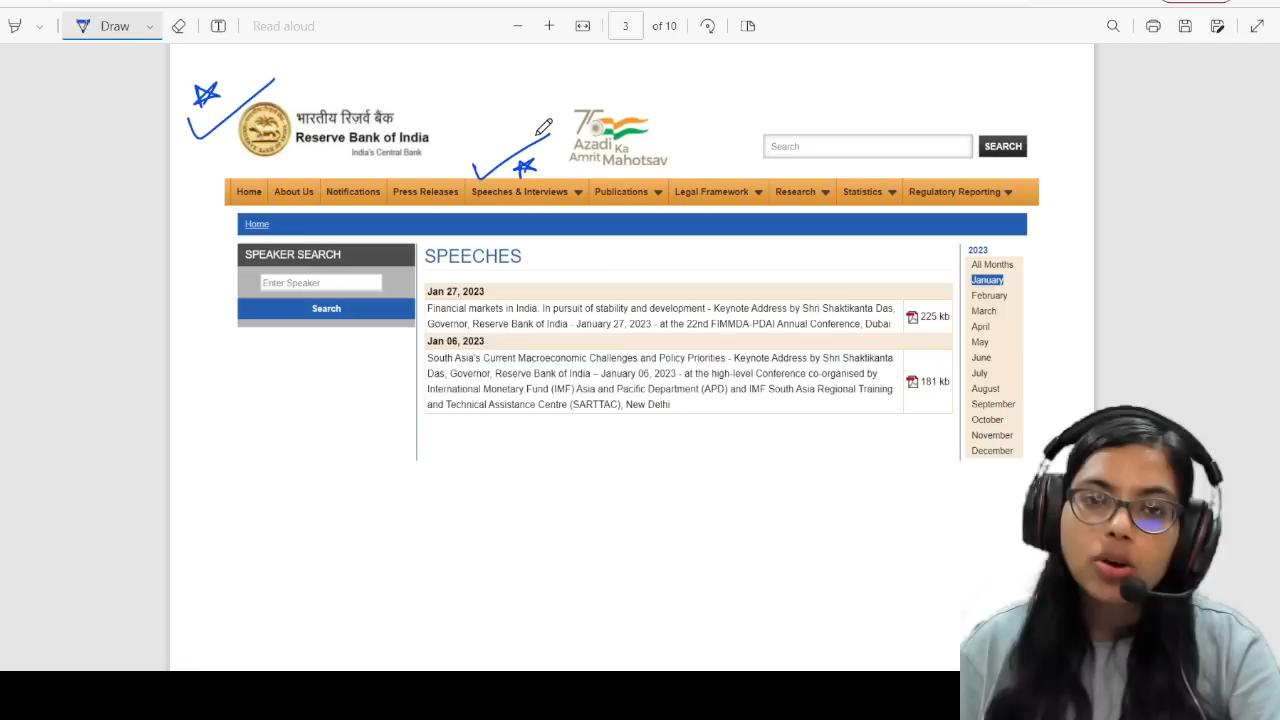 Draw
Read aloud
3 of 10
भारतीय रिज़र्व बैंक
Reserve Bank of India
India's Central Bank
75
Azadi Ka
Amrit Mahotsav
Search
SEARCH
Home About Us Notifications Press Releases Speeches & Interviews Publications Legal Framework Research Statistics Regulatory Reporting
Home
SPEAKER SEARCH
Enter Speaker
Search
SPEECHES
Jan 27, 2023
Financial markets in India: In pursuit of stability and development - Keynote Address by Shri Shaktikanta Das,
Governor, Reserve Bank of India - January 27, 2023 - at the 22nd FIMMDA-PDAI Annual Conference, Dubai
225 kb
Jan 06, 2023
South Asia's Current Macroeconomic Challenges and Policy Priorities - Keynote Address by Shri Shaktikanta
Das, Governor, Reserve Bank of India – January 06, 2023 - at the high-level Conference co-organised by
International Monetary Fund (IMF) Asia and Pacific Department (APD) and IMF South Asia Regional Training
and Technical Assistance Centre (SARTTAC), New Delhi
181 kb
2023
All Months
January
February
March
April
May
June
July
August
September
October
November
December